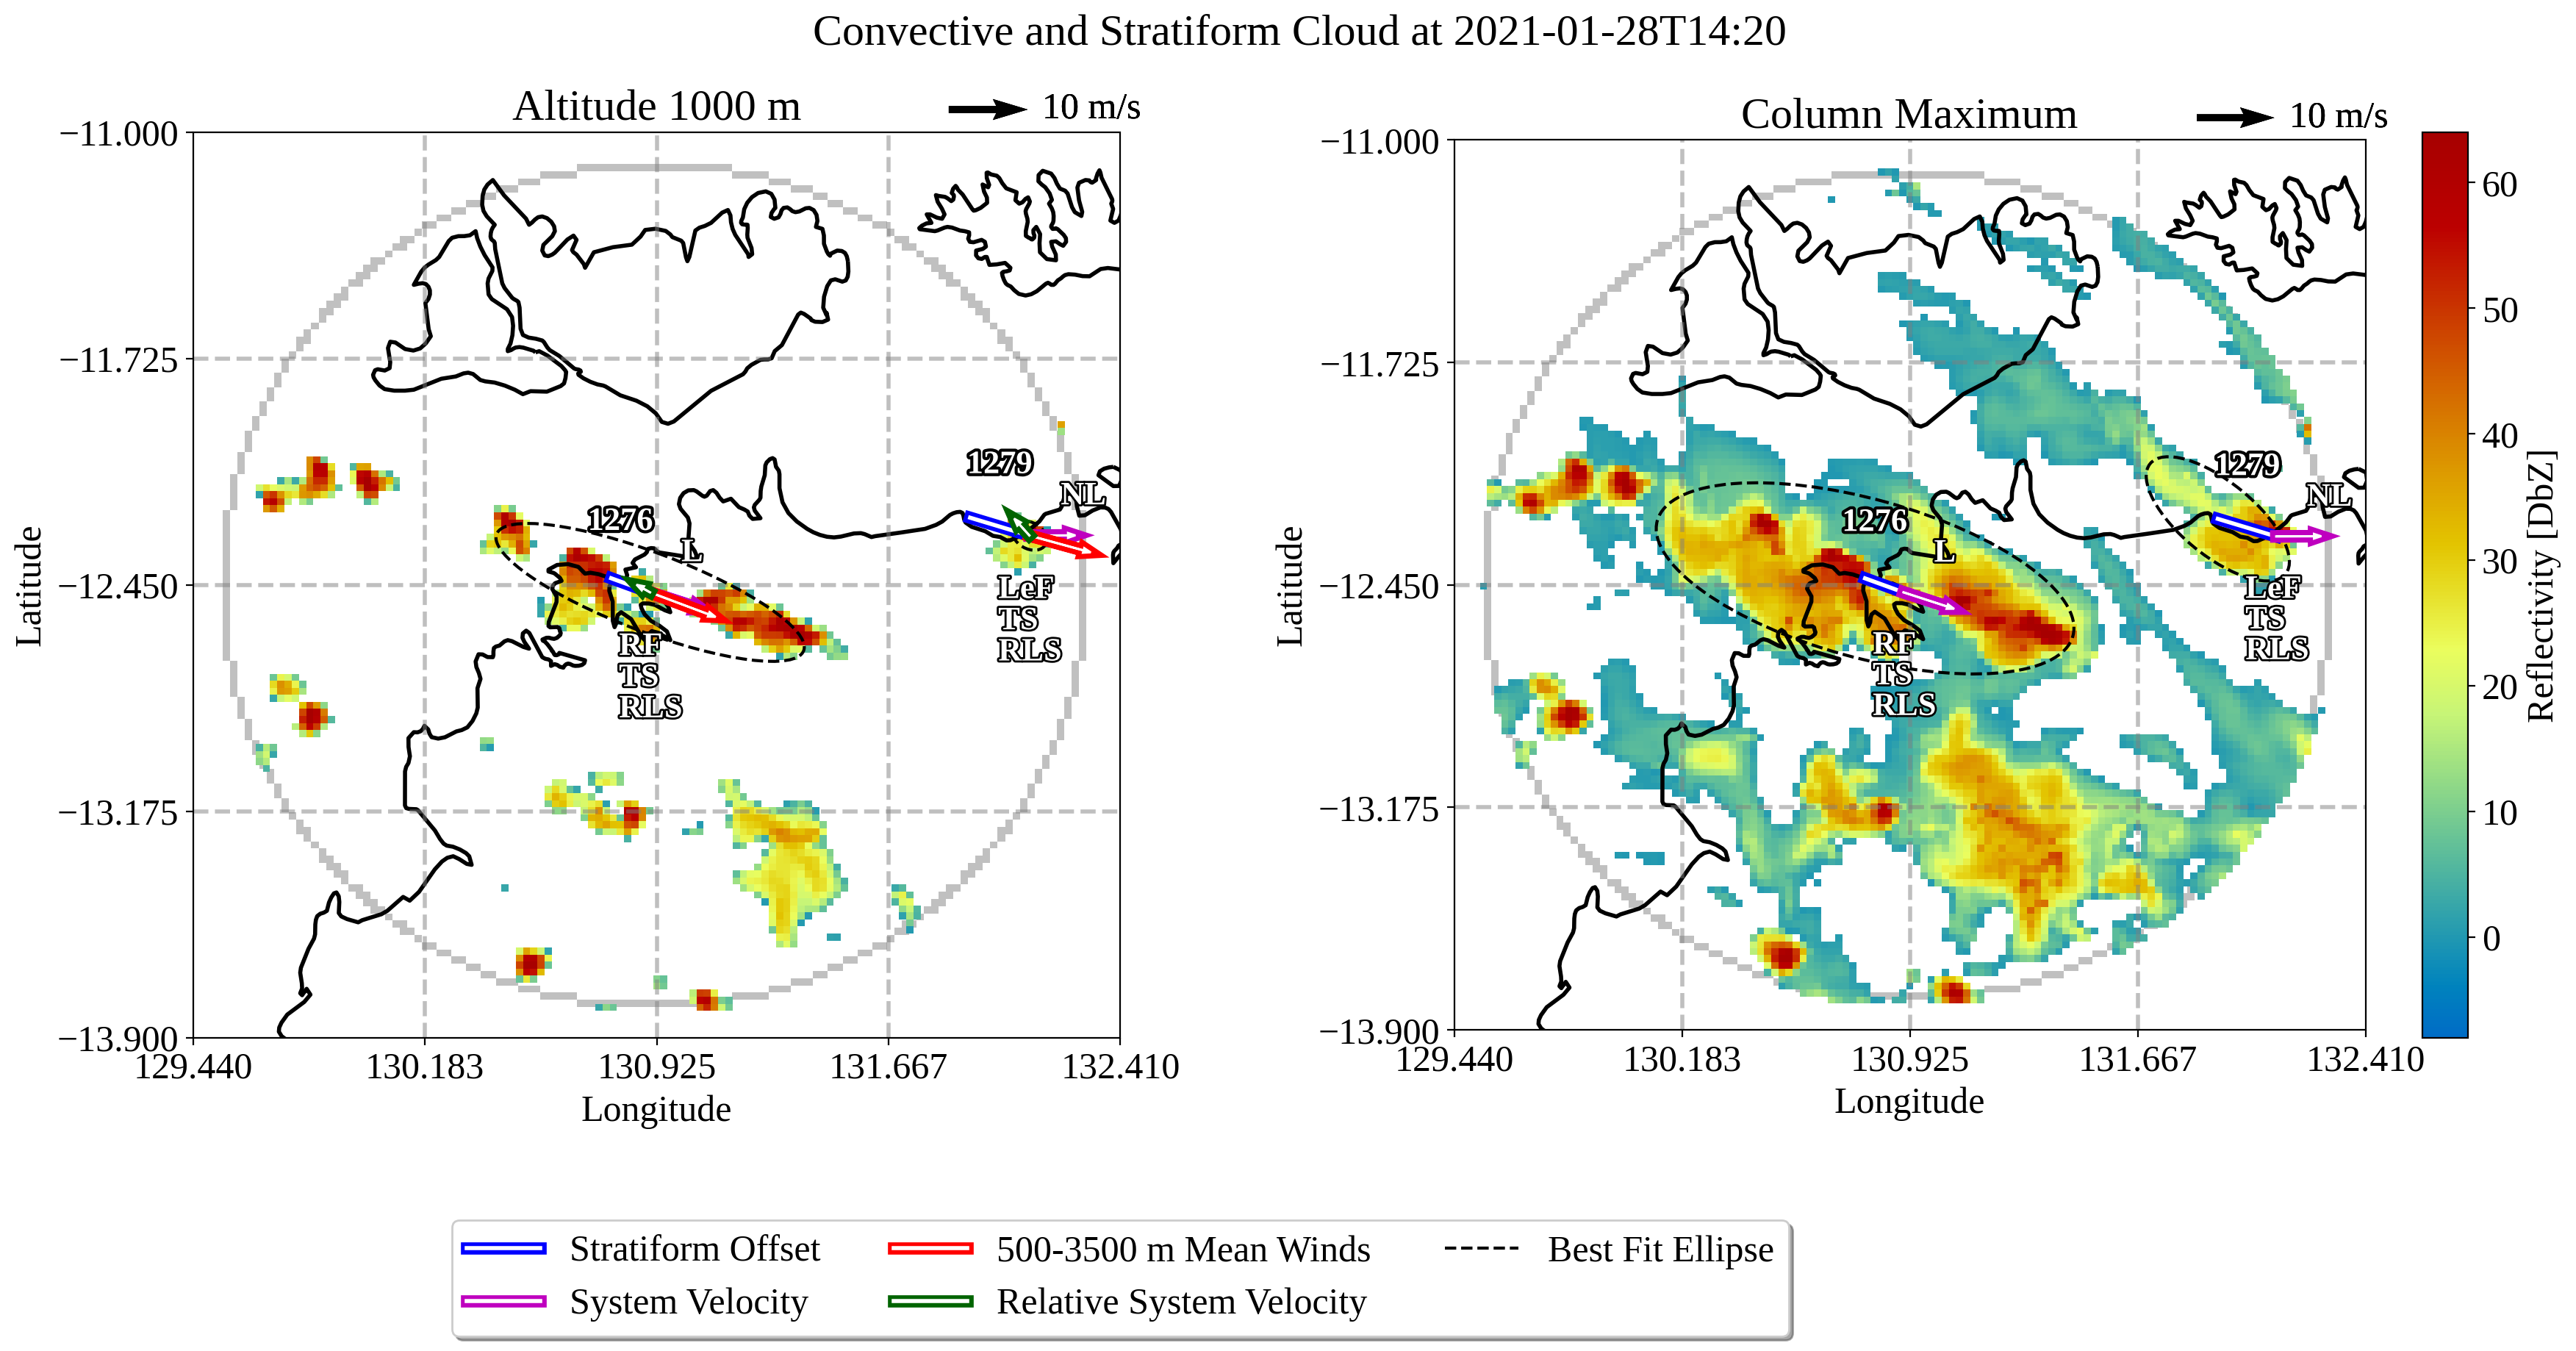 Convective and Stratiform Cloud at 2021-01-28T14:20
Altitude 1000 m
10 m/s
−11.000
−11.725
−12.450
−13.175
−13.900
Latitude
129.440
130.183
130.925
131.667
132.410
Longitude
1276
L
RF
TS
RLS
1279
NL
LeF
TS
RLS
Column Maximum
10 m/s
−11.000
−11.725
−12.450
−13.175
−13.900
Latitude
129.440
130.183
130.925
131.667
132.410
Longitude
1276
L
RF
TS
RLS
1279
NL
LeF
TS
RLS
60
50
40
30
20
10
0
Reflectivity [DbZ]
Stratiform Offset
System Velocity
500-3500 m Mean Winds
Relative System Velocity
Best Fit Ellipse